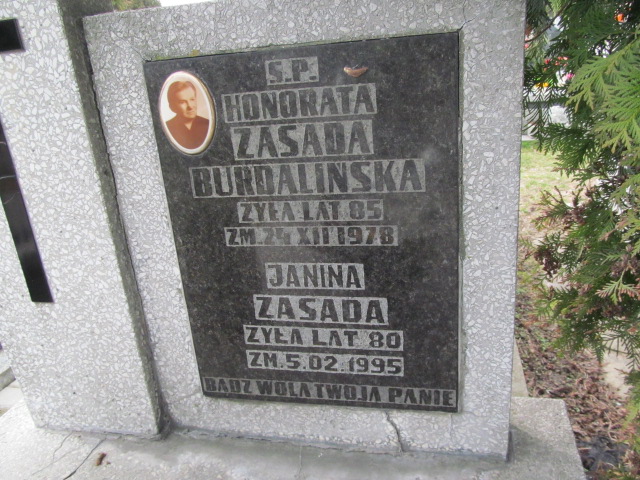 S.P.
HONORATA
ZASADA
BURDALINSKA
ŻYŁA LAT 85
ZM.24 XII 1978
JANINA
ZASADA
ŻYŁA LAT 80
ZM.5.02.1995
BĄDZ WOLA TWOJA PANIE